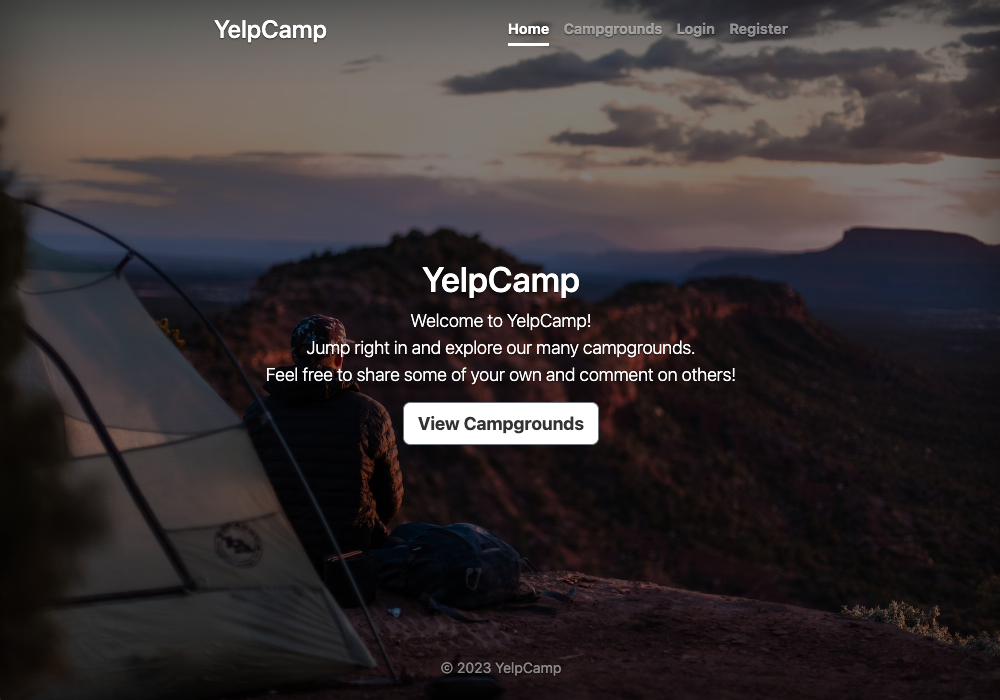 YelpCamp
Home Campgrounds Login Register
YelpCamp
Welcome to YelpCamp!
Jump right in and explore our many campgrounds.
Feel free to share some of your own and comment on others!
View Campgrounds
© 2023 YelpCamp